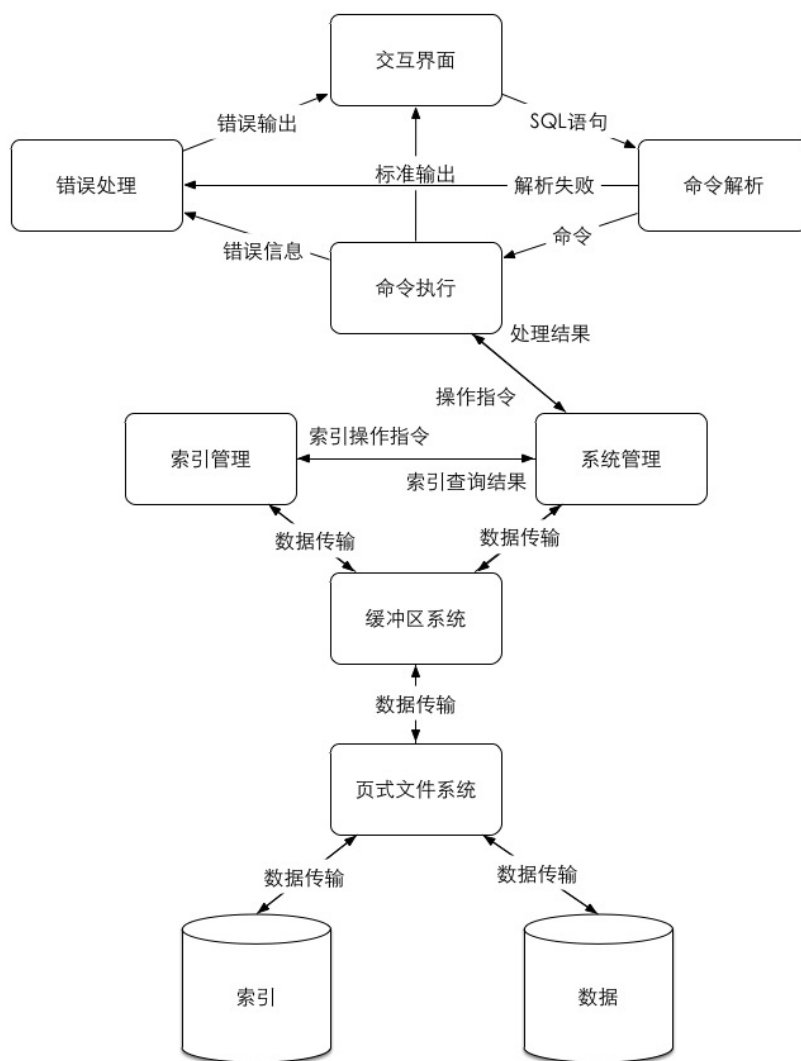 交互界面
错误输出
SQL语句
错误处理
标准输出
解析失败
命令解析
错误信息
命令
命令执行
处理结果
操作指令
索引管理
索引操作指令
索引查询结果
系统管理
数据传输
数据传输
缓冲区系统
数据传输
页式文件系统
数据传输
数据传输
索引
数据